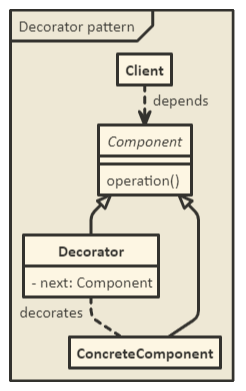 Decorator pattern
Client
depends
Component
operation()
Decorator
- next: Component
decorates
ConcreteComponent